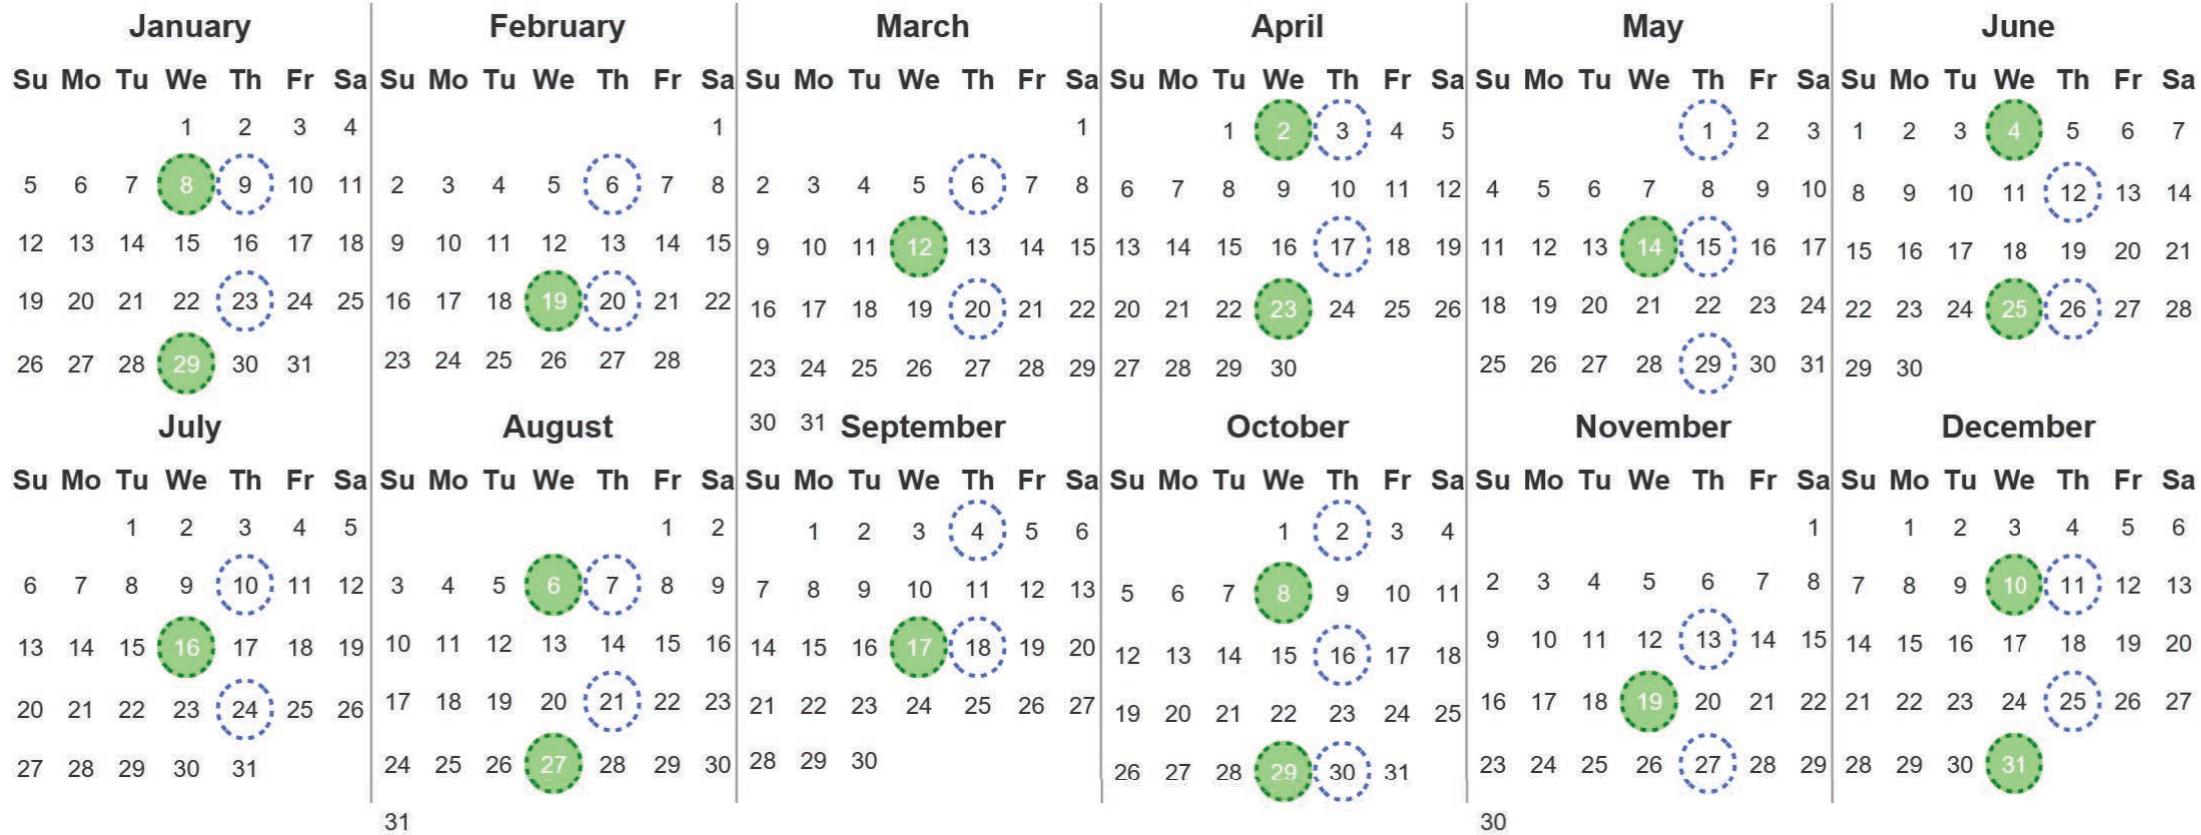 January
Su Mo Tu We Th Fr Sa
1 2 3 4
5 6 7 8 9 10 11
12 13 14 15 16 17 18
19 20 21 22 23 24 25
26 27 28 29 30 31
February
Su Mo Tu We Th Fr Sa
1
2 3 4 5 6 7 8
9 10 11 12 13 14 15
16 17 18 19 20 21 22
23 24 25 26 27 28
March
Su Mo Tu We Th Fr Sa
1
2 3 4 5 6 7 8
9 10 11 12 13 14 15
16 17 18 19 20 21 22
23 24 25 26 27 28 29
30 31
April
Su Mo Tu We Th Fr Sa
1 2 3 4 5
6 7 8 9 10 11 12
13 14 15 16 17 18 19
20 21 22 23 24 25 26
27 28 29 30
May
Su Mo Tu We Th Fr Sa
1 2 3
4 5 6 7 8 9 10
11 12 13 14 15 16 17
18 19 20 21 22 23 24
25 26 27 28 29 30 31
June
Su Mo Tu We Th Fr Sa
1 2 3 4 5 6 7
8 9 10 11 12 13 14
15 16 17 18 19 20 21
22 23 24 25 26 27 28
29 30
July
Su Mo Tu We Th Fr Sa
1 2 3 4 5
6 7 8 9 10 11 12
13 14 15 16 17 18 19
20 21 22 23 24 25 26
27 28 29 30 31
August
Su Mo Tu We Th Fr Sa
1 2
3 4 5 6 7 8 9
10 11 12 13 14 15 16
17 18 19 20 21 22 23
24 25 26 27 28 29 30
31
September
Su Mo Tu We Th Fr Sa
1 2 3 4 5 6
7 8 9 10 11 12 13
14 15 16 17 18 19 20
21 22 23 24 25 26 27
28 29 30
October
Su Mo Tu We Th Fr Sa
1 2 3 4
5 6 7 8 9 10 11
12 13 14 15 16 17 18
19 20 21 22 23 24 25
26 27 28 29 30 31
November
Su Mo Tu We Th Fr Sa
1
2 3 4 5 6 7 8
9 10 11 12 13 14 15
16 17 18 19 20 21 22
23 24 25 26 27 28 29
30
December
Su Mo Tu We Th Fr Sa
1 2 3 4 5 6
7 8 9 10 11 12 13
14 15 16 17 18 19 20
21 22 23 24 25 26 27
28 29 30 31